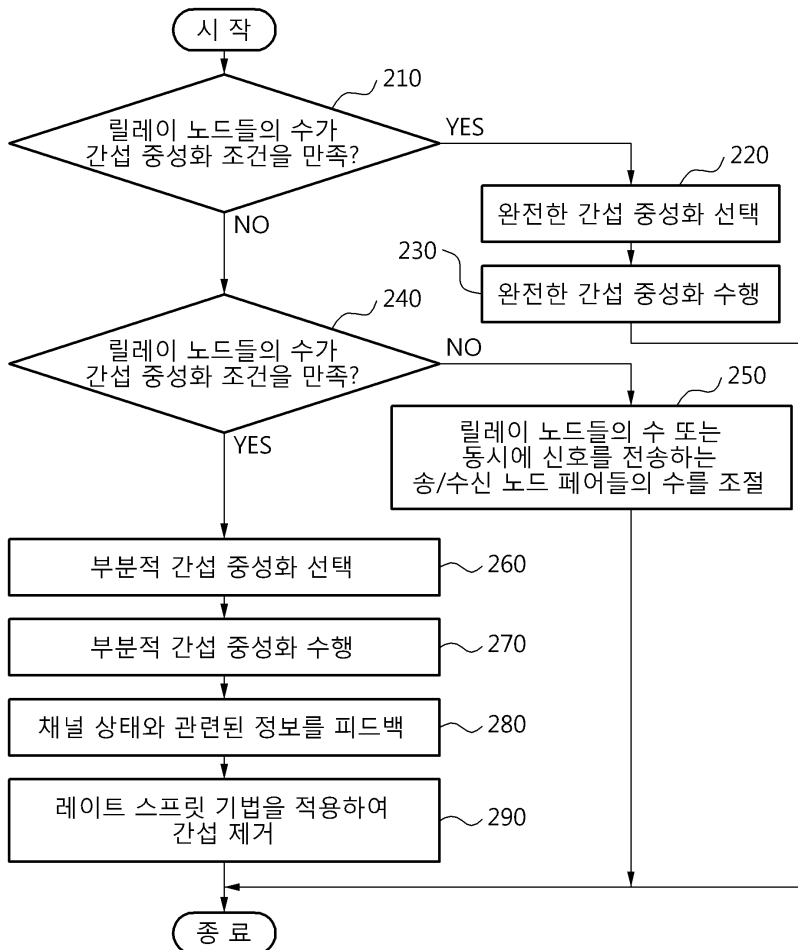 시 작
210
릴레이 노드들의 수가
간섭 중성화 조건을 만족?
YES
NO
220
완전한 간섭 중성화 선택
230
완전한 간섭 중성화 수행
240
릴레이 노드들의 수가
간섭 중성화 조건을 만족?
NO
YES
250
릴레이 노드들의 수 또는
동시에 신호를 전송하는
송/수신 노드 페어들의 수를 조절
부분적 간섭 중성화 선택
260
부분적 간섭 중성화 수행
270
채널 상태와 관련된 정보를 피드백
280
레이트 스프릿 기법을 적용하여
간섭 제거
290
종 료